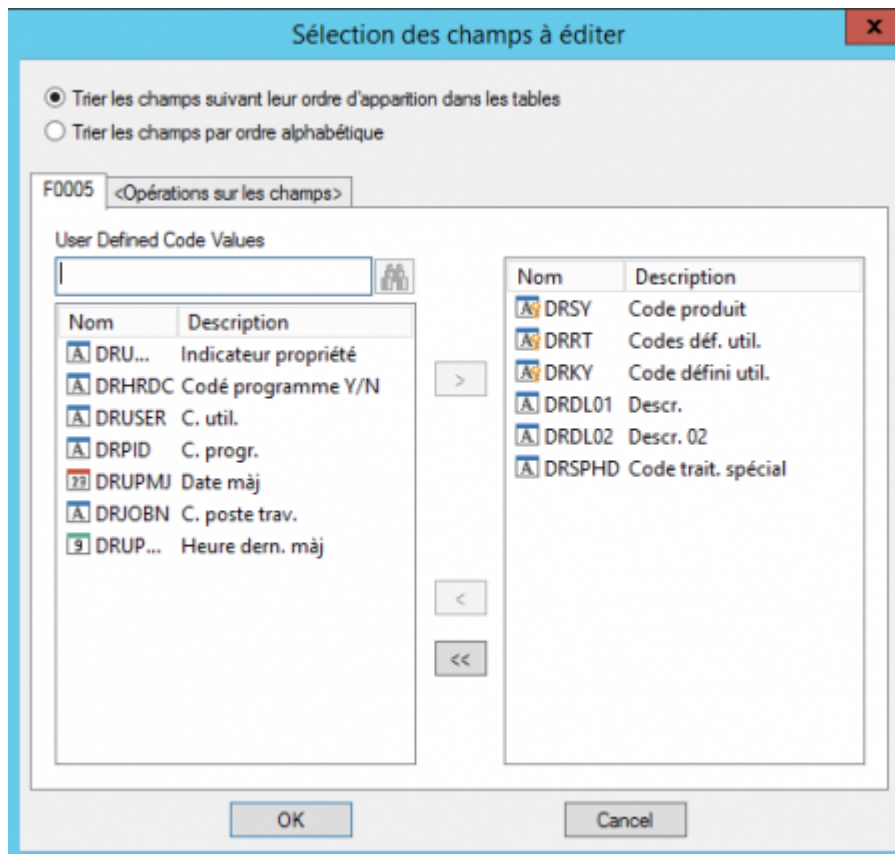 Sélection des champs à éditer
x
Trier les champs suivant leur ordre d'apparition dans les tables
Trier les champs par ordre alphabétique
F0005 <Opérations sur les champs>
User Defined Code Values
Nom Description
DRU... Indicateur propriété
DRHRDC Codé programme Y/N
DRUSER C. util.
DRPID C. progr.
DRUPMJ Date màj
DRJOBN C. poste trav.
DRUP... Heure dern. màj
>
<
<<
Nom Description
DRSY Code produit
DRRT Codes déf. util.
DRKY Code défini util.
DRDL01 Descr.
DRDL02 Descr. 02
DRSPHD Code trait. spécial
OK Cancel